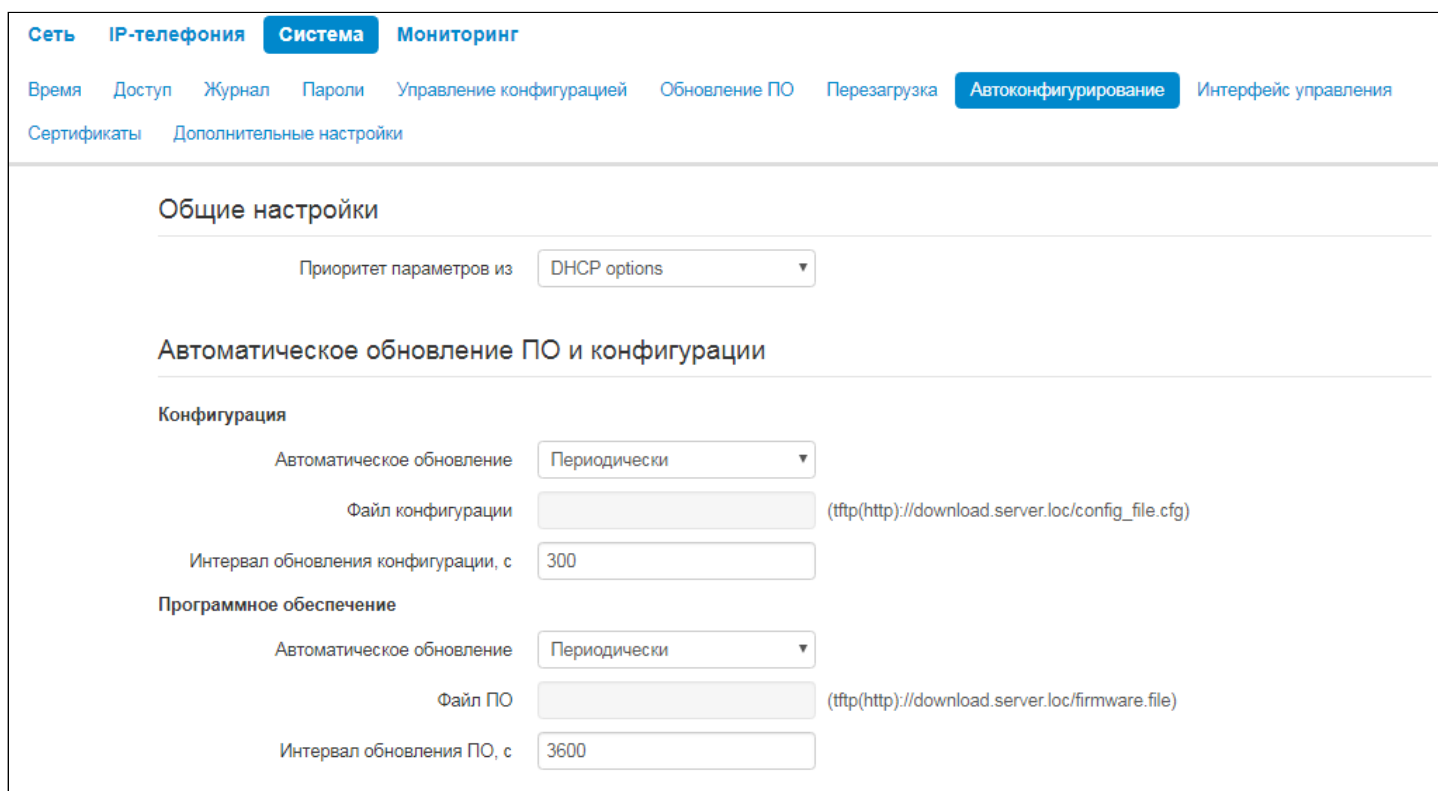 Сеть IP-телефония Система Мониторинг
Время Доступ Журнал Пароли Управление конфигурацией Обновление ПО Перезагрузка Автоконфигурирование Интерфейс управления
Сертификаты Дополнительные настройки
Общие настройки
Приоритет параметров из DHCP options
Автоматическое обновление ПО и конфигурации
Конфигурация
Автоматическое обновление Периодически
Файл конфигурации (tftp(http)://download.server.loc/config_file.cfg)
Интервал обновления конфигурации, с 300
Программное обеспечение
Автоматическое обновление Периодически
Файл ПО (tftp(http)://download.server.loc/firmware.file)
Интервал обновления ПО, с 3600